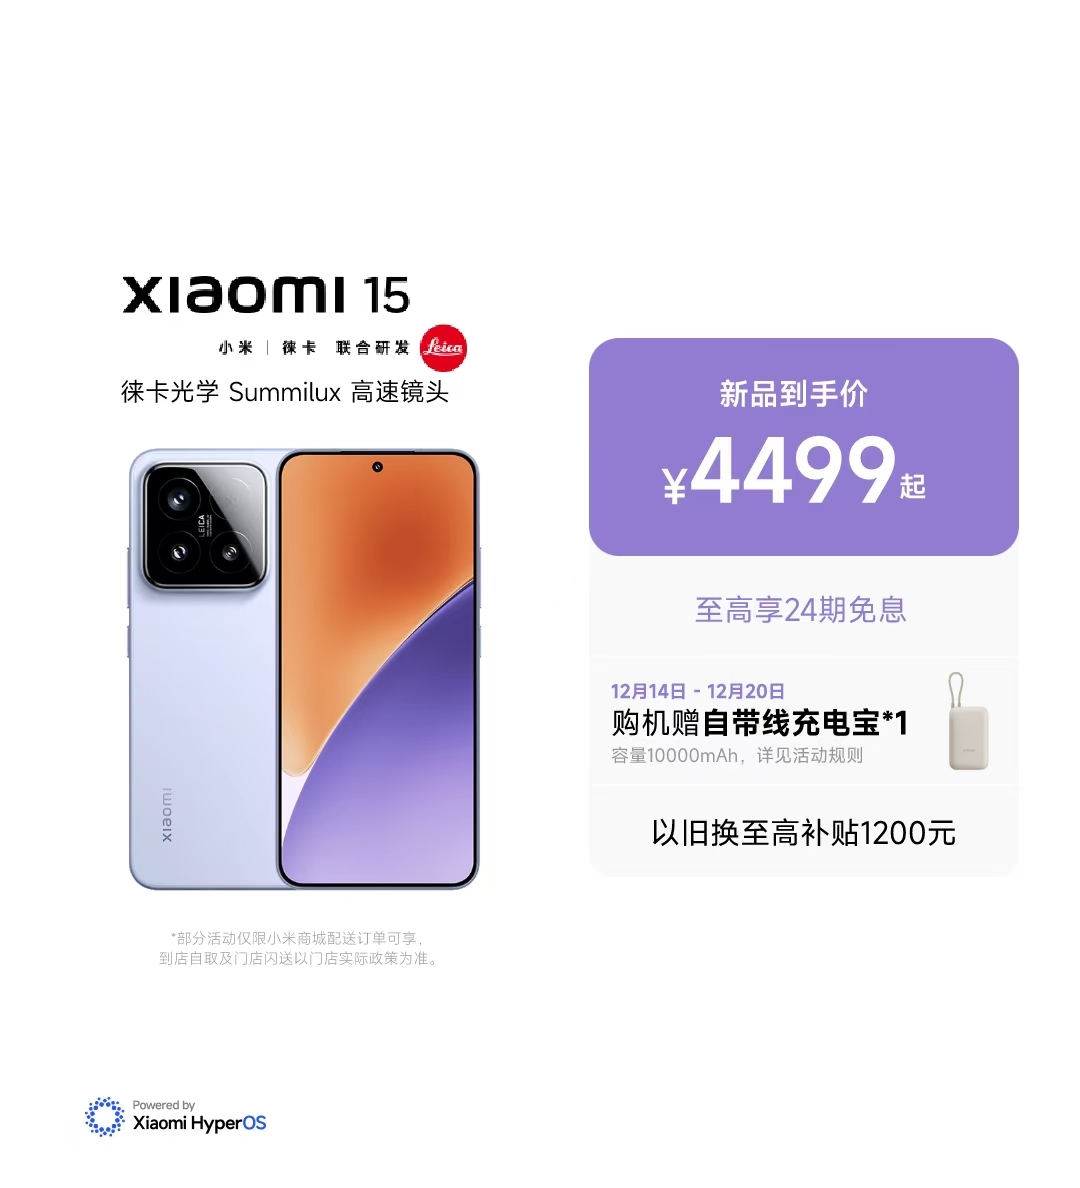 xiaomi 15
小米 | 徕卡 联合研发 Leica
徕卡光学 Summilux 高速镜头
LEICA
xiaomi
*部分活动仅限小米商城配送订单可享，
到店自取及门店闪送以门店实际政策为准。
新品到手价
¥4499起
至高享24期免息
12月14日 - 12月20日
购机赠自带线充电宝*1
容量10000mAh，详见活动规则
以旧换至高补贴1200元
Powered by
Xiaomi HyperOS